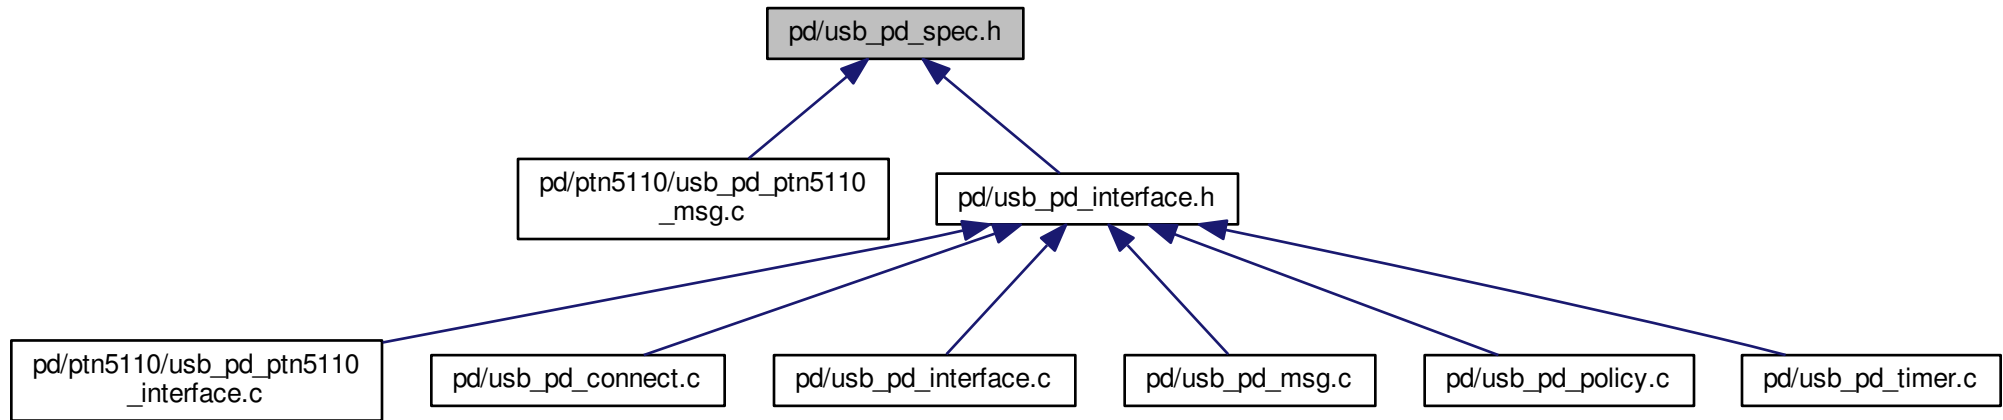 pd/usb_pd_spec.h
pd/ptn5110/usb_pd_ptn5110
_msg.c
pd/usb_pd_interface.h
pd/ptn5110/usb_pd_ptn5110
_interface.c
pd/usb_pd_connect.c
pd/usb_pd_interface.c
pd/usb_pd_msg.c
pd/usb_pd_policy.c
pd/usb_pd_timer.c